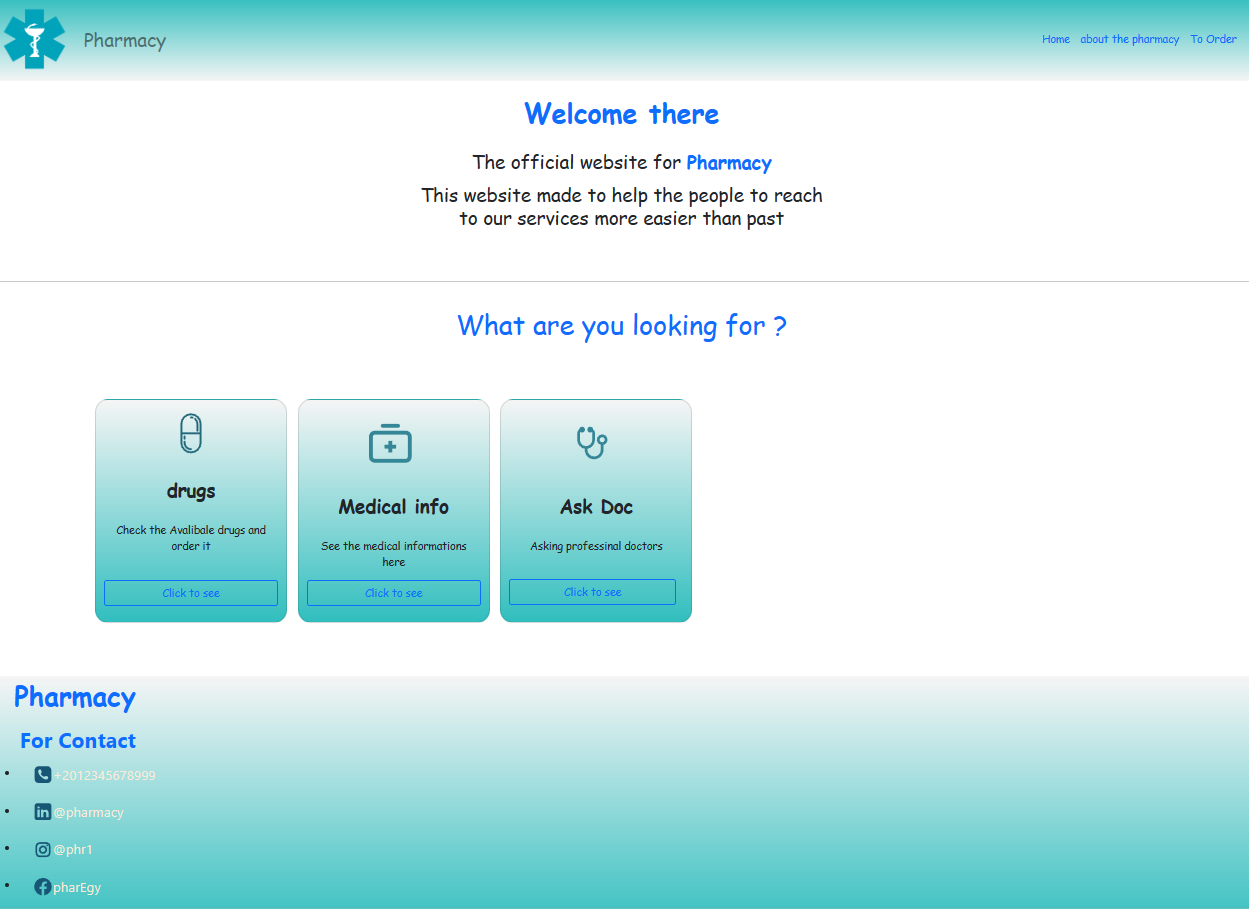 Pharmacy
Home about the pharmacy To Order
Welcome there
The official website for Pharmacy
This website made to help the people to reach
to our services more easier than past
What are you looking for ?
drugs
Check the Avalibale drugs and
order it
Click to see
Medical info
See the medical informations
here
Click to see
Ask Doc
Asking professinal doctors
Click to see
Pharmacy
For Contact
+2012345678999
@pharmacy
@phr1
pharEgy